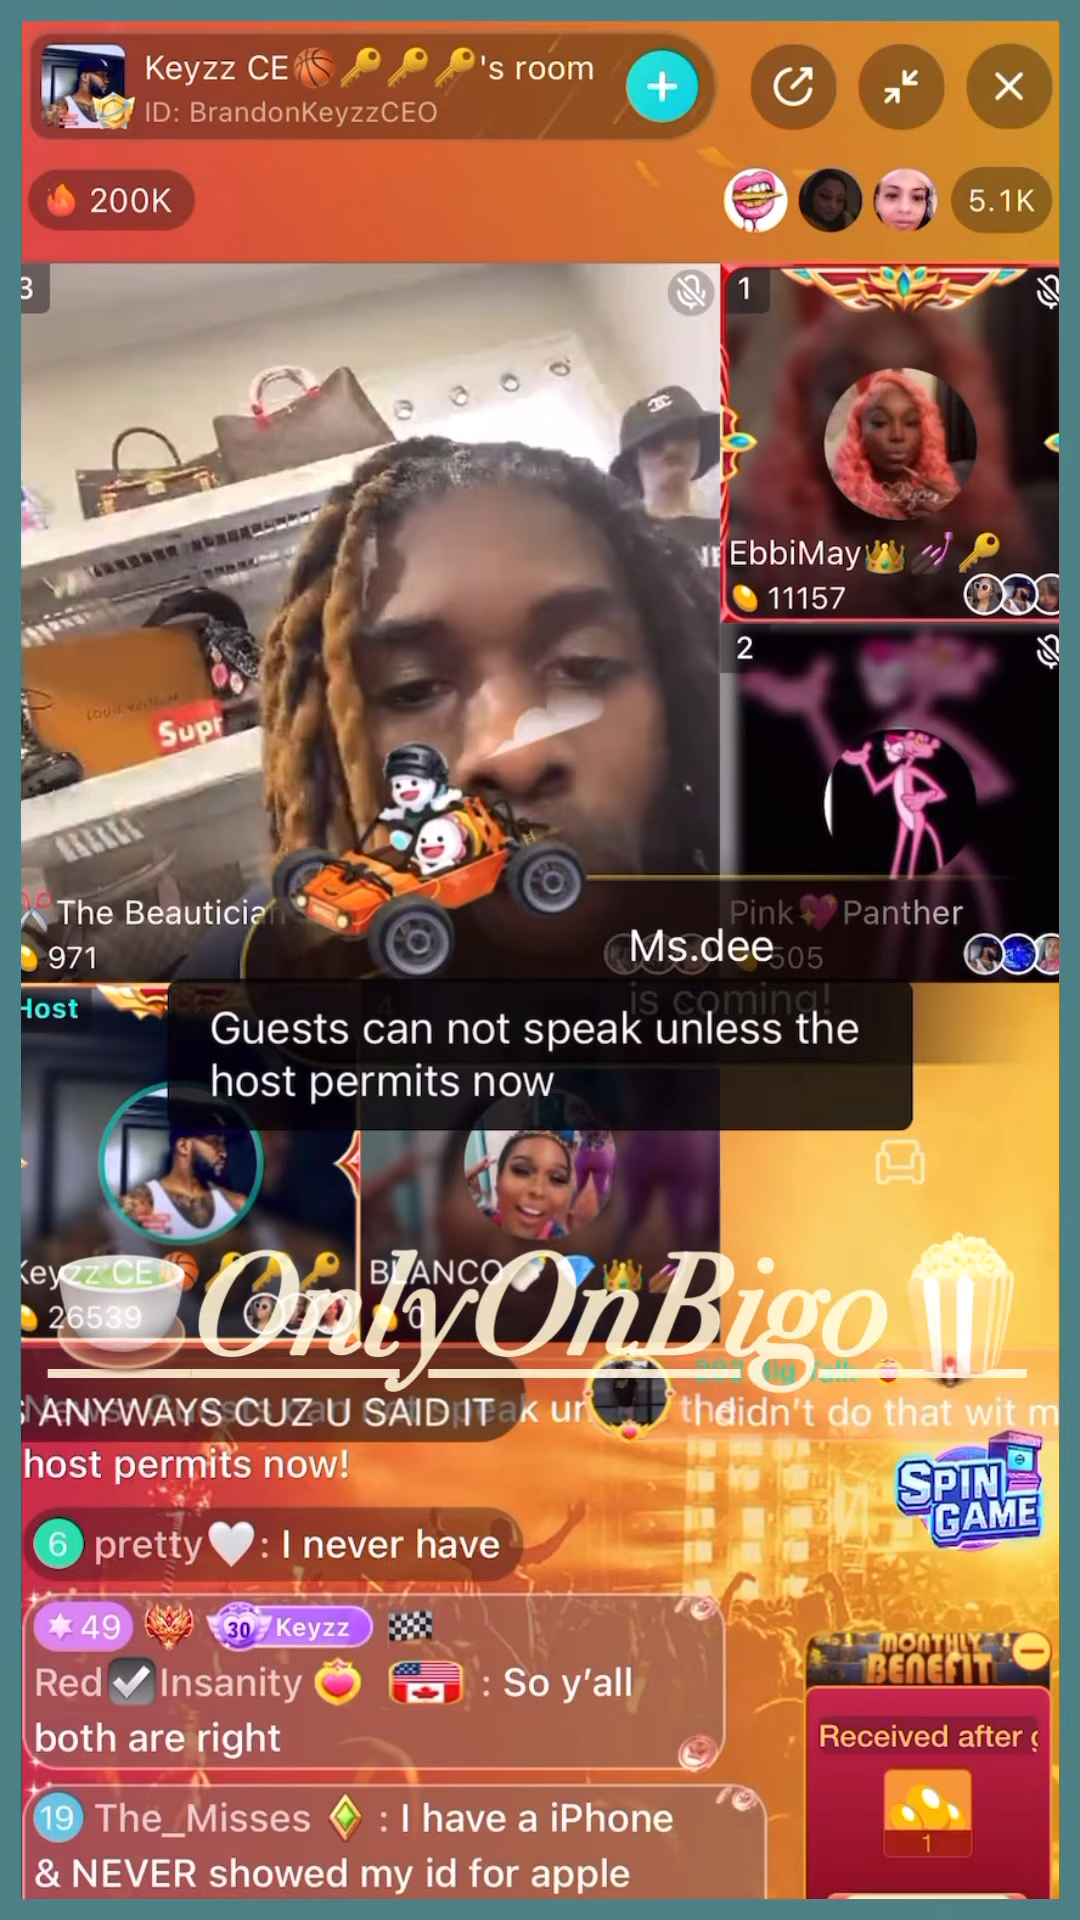 Keyzz CE🏀🔑🔑🔑's room
ID: BrandonKeyzzCEO
200K
5.1K
3
1
EbbiMay👑💅🔑
11157
2
Supr
The Beautician
971
Pink💖Panther
505
Ms.dee
is coming!
Host
Guests can not speak unless the
host permits now
Keyzz CE🏀🔑🔑🔑
26539
BLANCO
0
OnlyOnBigo
ANYWAYS CUZ U SAID IT
I didn't do that wit m
host permits now!
6 pretty🤍: I never have
49 30 Keyzz 🏁
Red☑️Insanity : So y'all
both are right
19 The_Misses : I have a iPhone
& NEVER showed my id for apple
SPIN
GAME
MONTHLY
BENEFIT
Received after
1